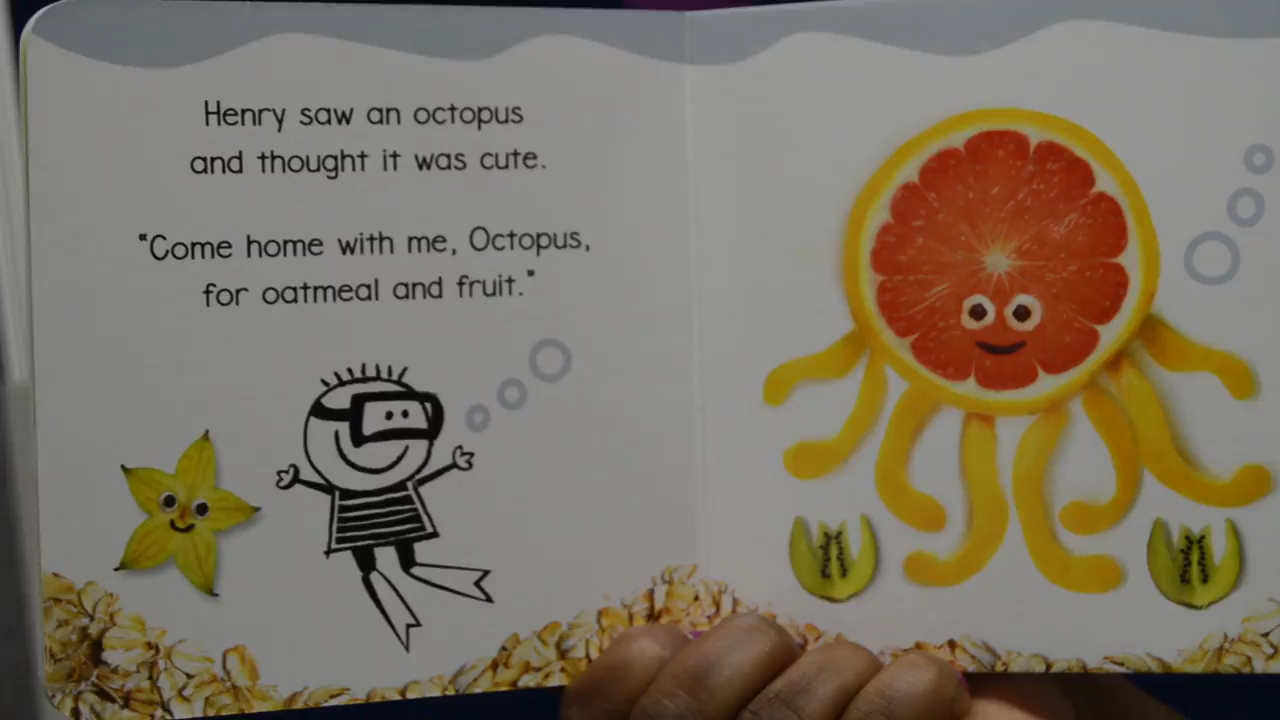 Henry saw an octopus
and thought it was cute.
"Come home with me, Octopus,
for oatmeal and fruit."